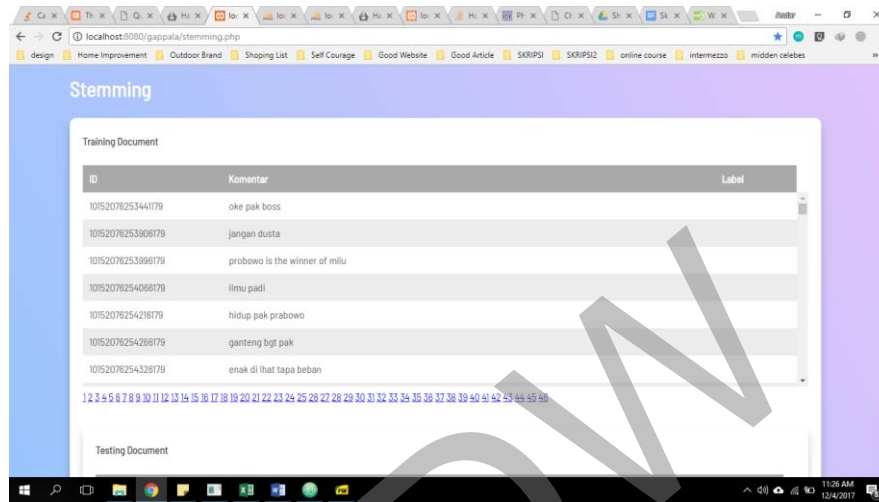 localhost:8080/gappala/stemming.php
design Home Improvement Outdoor Brand Shoping List Self Courage Good Website Good Article SKRIPSI SKRIPSI2 online course intermezzo midden celebes
Stemming
Training Document
ID Komentar Label
10152076253441179 oke pak boss
10152076253906179 jangan dusta
10152076253996179 probowo is the winner of milu
10152076254066179 ilmu padi
10152076254216179 hidup pak prabowo
10152076254266179 ganteng bgt pak
10152076254326179 enak di lhat tapa beban
1 2 3 4 5 6 7 8 9 10 11 12 13 14 15 16 17 18 19 20 21 22 23 24 25 26 27 28 29 30 31 32 33 34 35 36 37 38 39 40 41 42 43 44 45 46
Testing Document
11:26 AM
12/4/2017